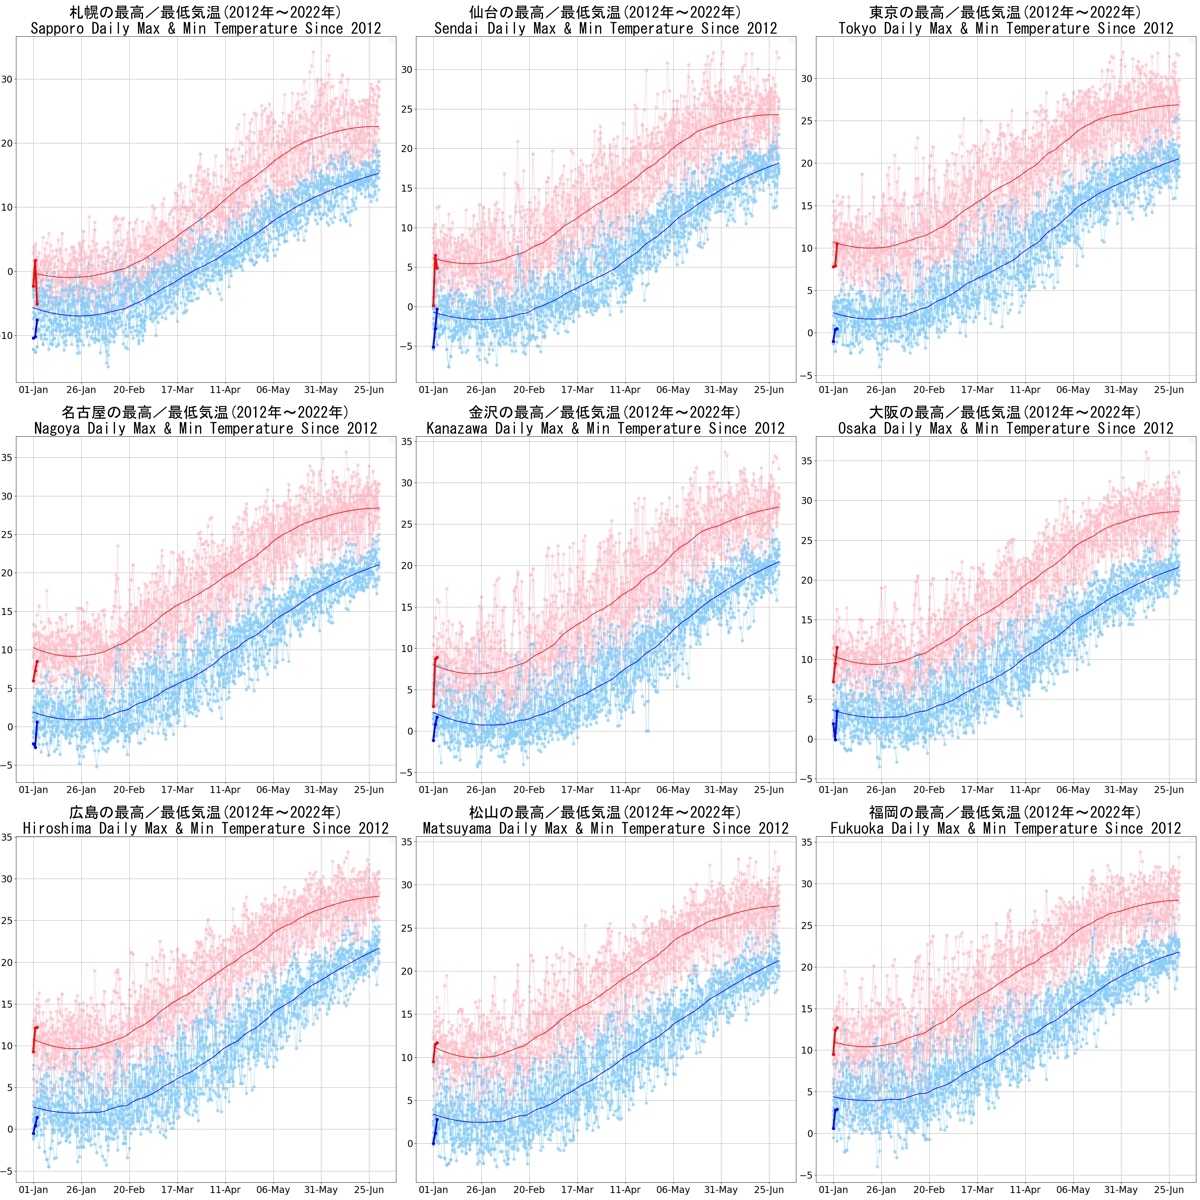 札幌の最高／最低気温(2012年～2022年)
Sapporo Daily Max & Min Temperature Since 2012
30
20
10
0
-10
01-Jan 26-Jan 20-Feb 17-Mar 11-Apr 06-May 31-May 25-Jun
仙台の最高／最低気温(2012年～2022年)
Sendai Daily Max & Min Temperature Since 2012
30
25
20
15
10
5
0
−5
01-Jan 26-Jan 20-Feb 17-Mar 11-Apr 06-May 31-May 25-Jun
東京の最高／最低気温(2012年～2022年)
Tokyo Daily Max & Min Temperature Since 2012
30
25
20
15
10
5
0
−5
01-Jan 26-Jan 20-Feb 17-Mar 11-Apr 06-May 31-May 25-Jun
名古屋の最高／最低気温(2012年～2022年)
Nagoya Daily Max & Min Temperature Since 2012
35
30
25
20
15
10
5
0
−5
01-Jan 26-Jan 20-Feb 17-Mar 11-Apr 06-May 31-May 25-Jun
金沢の最高／最低気温(2012年～2022年)
Kanazawa Daily Max & Min Temperature Since 2012
35
30
25
20
15
10
5
0
−5
01-Jan 26-Jan 20-Feb 17-Mar 11-Apr 06-May 31-May 25-Jun
大阪の最高／最低気温(2012年～2022年)
Osaka Daily Max & Min Temperature Since 2012
35
30
25
20
15
10
5
0
−5
01-Jan 26-Jan 20-Feb 17-Mar 11-Apr 06-May 31-May 25-Jun
広島の最高／最低気温(2012年～2022年)
Hiroshima Daily Max & Min Temperature Since 2012
35
30
25
20
15
10
5
0
−5
01-Jan 26-Jan 20-Feb 17-Mar 11-Apr 06-May 31-May 25-Jun
松山の最高／最低気温(2012年～2022年)
Matsuyama Daily Max & Min Temperature Since 2012
35
30
25
20
15
10
5
0
01-Jan 26-Jan 20-Feb 17-Mar 11-Apr 06-May 31-May 25-Jun
福岡の最高／最低気温(2012年～2022年)
Fukuoka Daily Max & Min Temperature Since 2012
35
30
25
20
15
10
5
0
−5
01-Jan 26-Jan 20-Feb 17-Mar 11-Apr 06-May 31-May 25-Jun